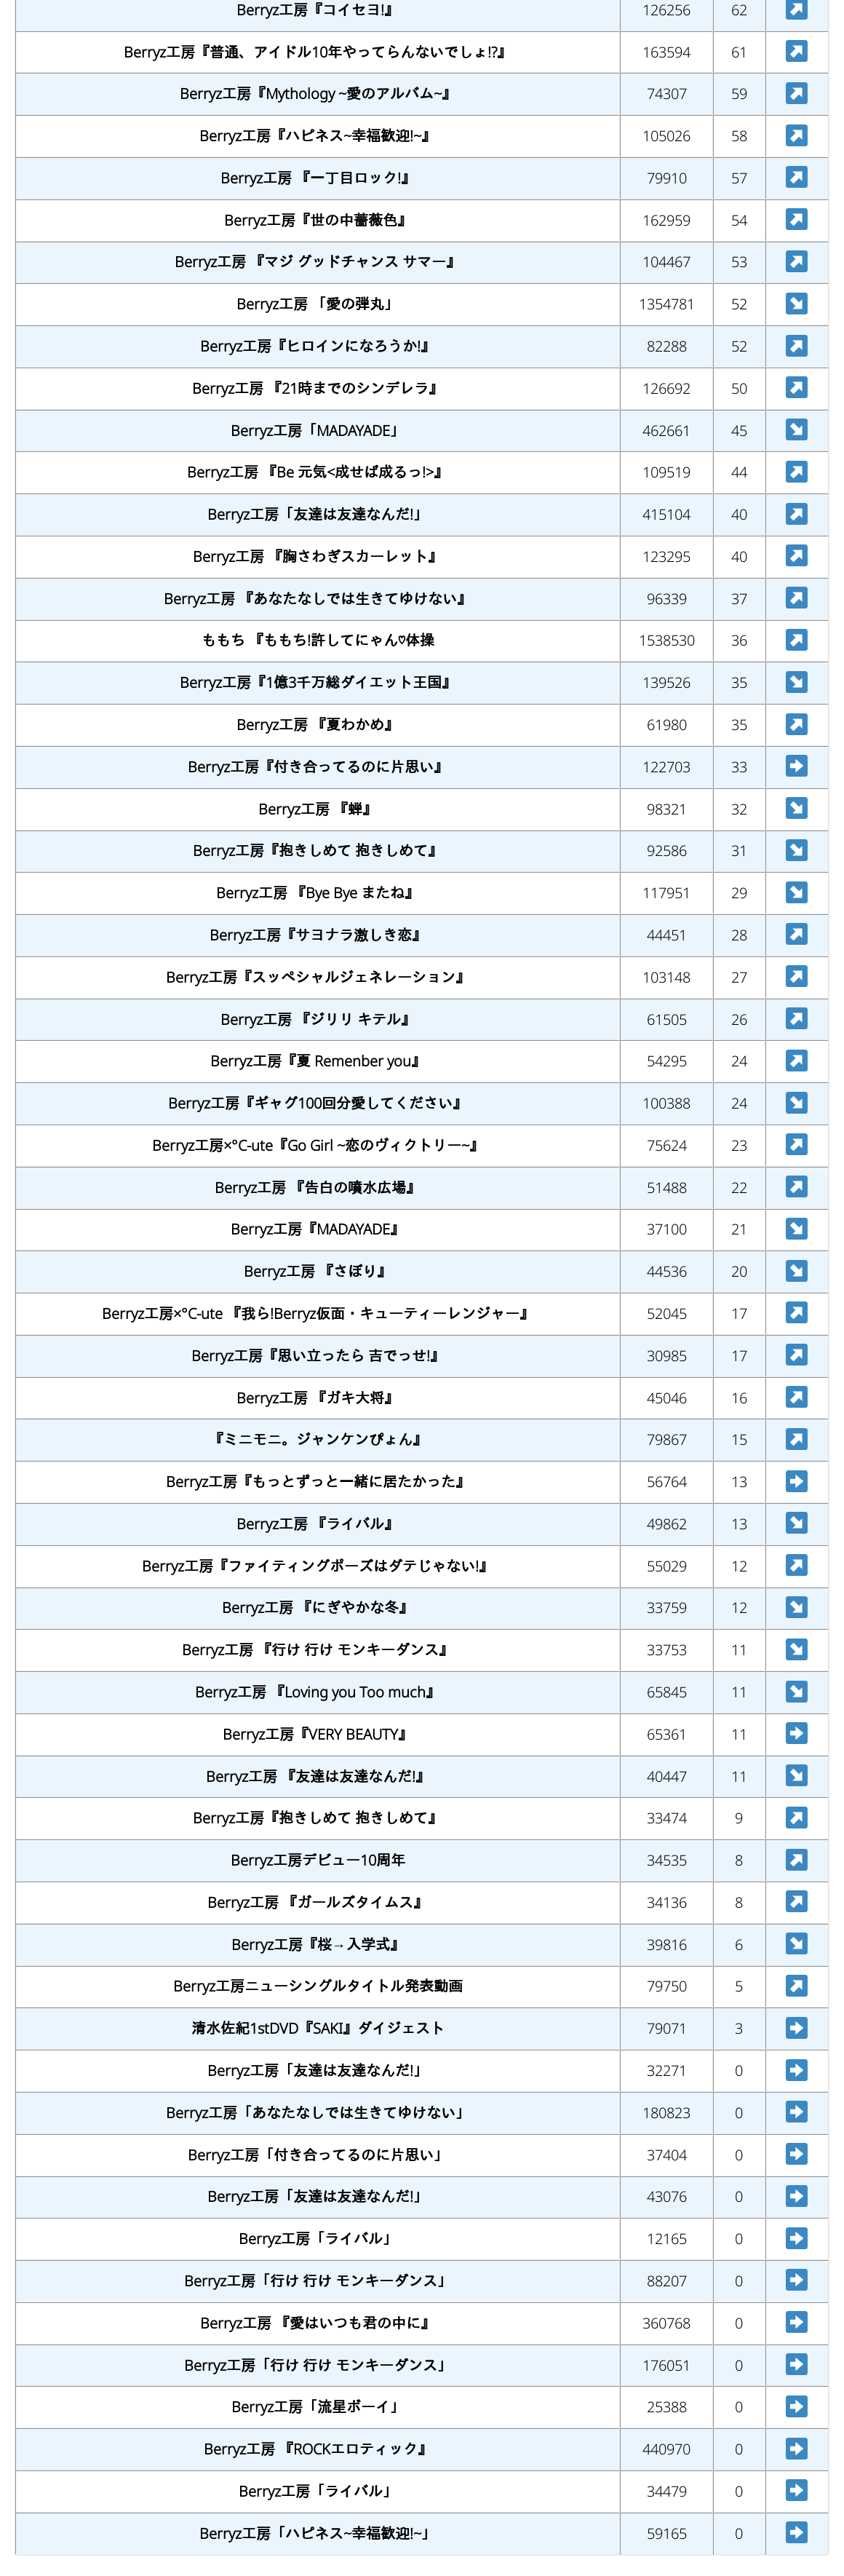 Berryz工房『コイセヨ!』 126256 62 ↗
Berryz工房『普通、アイドル10年やってらんないでしょ!?』 163594 61 ↗
Berryz工房『Mythology ~愛のアルバム~』 74307 59 ↗
Berryz工房『ハピネス~幸福歓迎!~』 105026 58 ↗
Berryz工房 『一丁目ロック!』 79910 57 ↗
Berryz工房『世の中薔薇色』 162959 54 ↗
Berryz工房 『マジ グッドチャンス サマー』 104467 53 ↗
Berryz工房 「愛の弾丸」 1354781 52 ↘
Berryz工房『ヒロインになろうか!』 82288 52 ↗
Berryz工房 『21時までのシンデレラ』 126692 50 ↗
Berryz工房「MADAYADE」 462661 45 ↘
Berryz工房 『Be 元気<成せば成るっ!>』 109519 44 ↗
Berryz工房「友達は友達なんだ!」 415104 40 ↗
Berryz工房 『胸さわぎスカーレット』 123295 40 ↗
Berryz工房 『あなたなしでは生きてゆけない』 96339 37 ↗
ももち 『ももち!許してにゃん♡体操 1538530 36 ↗
Berryz工房『1億3千万総ダイエット王国』 139526 35 ↘
Berryz工房 『夏わかめ』 61980 35 ↗
Berryz工房『付き合ってるのに片思い』 122703 33 ➡
Berryz工房 『蝉』 98321 32 ↘
Berryz工房『抱きしめて 抱きしめて』 92586 31 ↘
Berryz工房 『Bye Bye またね』 117951 29 ↘
Berryz工房『サヨナラ激しき恋』 44451 28 ↗
Berryz工房『スッペシャルジェネレーション』 103148 27 ↗
Berryz工房 『ジリリ キテル』 61505 26 ↗
Berryz工房『夏 Remenber you』 54295 24 ↗
Berryz工房『ギャグ100回分愛してください』 100388 24 ↘
Berryz工房×°C-ute『Go Girl ~恋のヴィクトリー~』 75624 23 ↗
Berryz工房 『告白の噴水広場』 51488 22 ↗
Berryz工房『MADAYADE』 37100 21 ↘
Berryz工房 『さぼり』 44536 20 ↘
Berryz工房×°C-ute 『我ら!Berryz仮面・キューティーレンジャー』 52045 17 ↗
Berryz工房『思い立ったら 吉でっせ!』 30985 17 ↗
Berryz工房 『ガキ大将』 45046 16 ↗
『ミニモニ。ジャンケンぴょん』 79867 15 ↗
Berryz工房『もっとずっと一緒に居たかった』 56764 13 ➡
Berryz工房 『ライバル』 49862 13 ↘
Berryz工房『ファイティングポーズはダテじゃない!』 55029 12 ↗
Berryz工房 『にぎやかな冬』 33759 12 ↘
Berryz工房 『行け 行け モンキーダンス』 33753 11 ↘
Berryz工房 『Loving you Too much』 65845 11 ↘
Berryz工房『VERY BEAUTY』 65361 11 ➡
Berryz工房 『友達は友達なんだ!』 40447 11 ↘
Berryz工房『抱きしめて 抱きしめて』 33474 9 ↗
Berryz工房デビュー10周年 34535 8 ↗
Berryz工房 『ガールズタイムス』 34136 8 ↗
Berryz工房『桜→入学式』 39816 6 ↘
Berryz工房ニューシングルタイトル発表動画 79750 5 ↗
清水佐紀1stDVD『SAKI』ダイジェスト 79071 3 ➡
Berryz工房「友達は友達なんだ!」 32271 0 ➡
Berryz工房「あなたなしでは生きてゆけない」 180823 0 ➡
Berryz工房「付き合ってるのに片思い」 37404 0 ➡
Berryz工房「友達は友達なんだ!」 43076 0 ➡
Berryz工房「ライバル」 12165 0 ➡
Berryz工房「行け 行け モンキーダンス」 88207 0 ➡
Berryz工房 『愛はいつも君の中に』 360768 0 ➡
Berryz工房「行け 行け モンキーダンス」 176051 0 ➡
Berryz工房「流星ボーイ」 25388 0 ➡
Berryz工房 『ROCKエロティック』 440970 0 ➡
Berryz工房「ライバル」 34479 0 ➡
Berryz工房「ハピネス~幸福歓迎!~」 59165 0 ➡